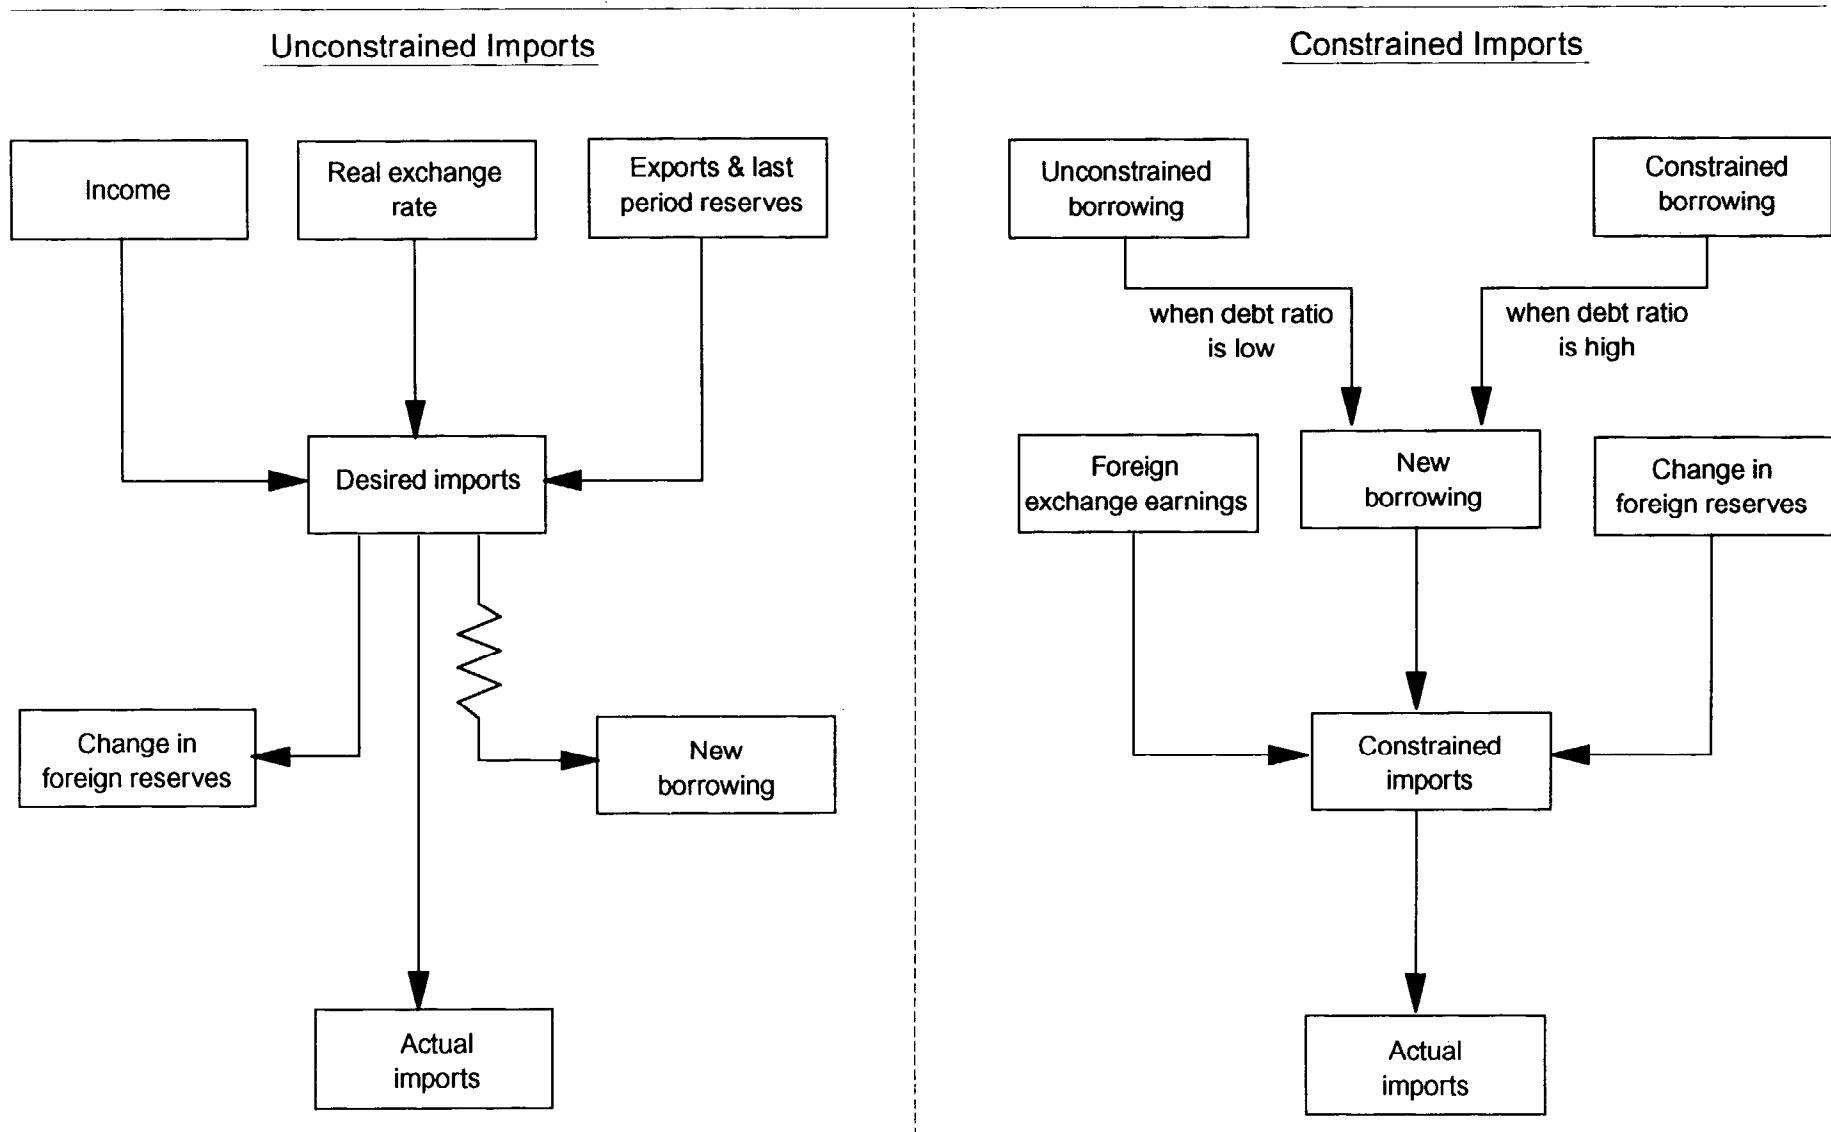 Unconstrained Imports
Income
Real exchange
rate
Exports & last
period reserves
Desired imports
Change in
foreign reserves
New
borrowing
Actual
imports
Constrained Imports
Unconstrained
borrowing
Constrained
borrowing
when debt ratio
is low
when debt ratio
is high
Foreign
exchange earnings
New
borrowing
Change in
foreign reserves
Constrained
imports
Actual
imports